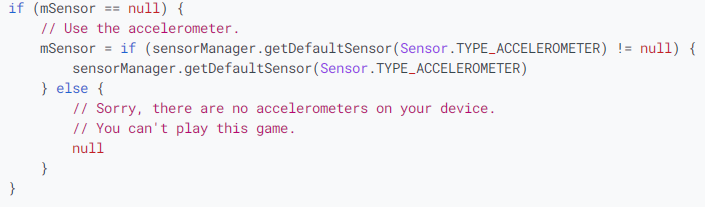 if (mSensor == null) {
    // Use the accelerometer.
    mSensor = if (sensorManager.getDefaultSensor(Sensor.TYPE_ACCELEROMETER) != null) {
        sensorManager.getDefaultSensor(Sensor.TYPE_ACCELEROMETER)
    } else {
        // Sorry, there are no accelerometers on your device.
        // You can't play this game.
        null
    }
}